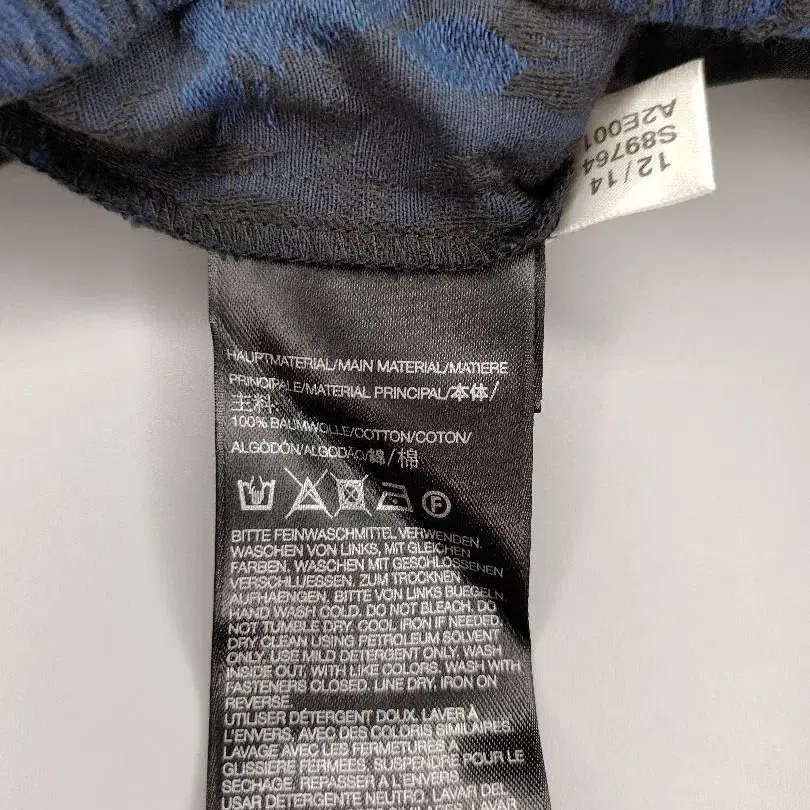 12/14
S89764
A2E001
HAUPTMATERIAL/MAIN MATERIAL/MATIERE
PRINCIPALE/MATERIAL PRINCIPAL/本体/
主料:
100% BAUMWOLLE/COTTON/COTON/
ALGODÓN/ALGODÃO/綿/棉
F
BITTE FEINWASCHMITTEL VERWENDEN.
WASCHEN VON LINKS, MIT GLEICHEN
FARBEN. WASCHEN MIT GESCHLOSSENEN
VERSCHLUESSEN. ZUM TROCKNEN
AUFHAENGEN. BITTE VON LINKS BUEGELN.
HAND WASH COLD. DO NOT BLEACH. DO
NOT TUMBLE DRY. COOL IRON IF NEEDED.
DRY CLEAN USING PETROLEUM SOLVENT
ONLY. USE MILD DETERGENT ONLY. WASH
INSIDE OUT, WITH LIKE COLORS. WASH WITH
FASTENERS CLOSED. LINE DRY. IRON ON
REVERSE.
UTILISER DÉTERGENT DOUX. LAVER À
L'ENVERS, AVEC DES COLORIS SIMILAIRES.
LAVAGE AVEC LES FERMETURES A
GLISSIERE FERMÉES. SUSPENDRE POUR LE
SÉCHAGE. REPASSER A L'ENVERS.
USAR DETERGENTE NEUTRO. LAVAR DEL